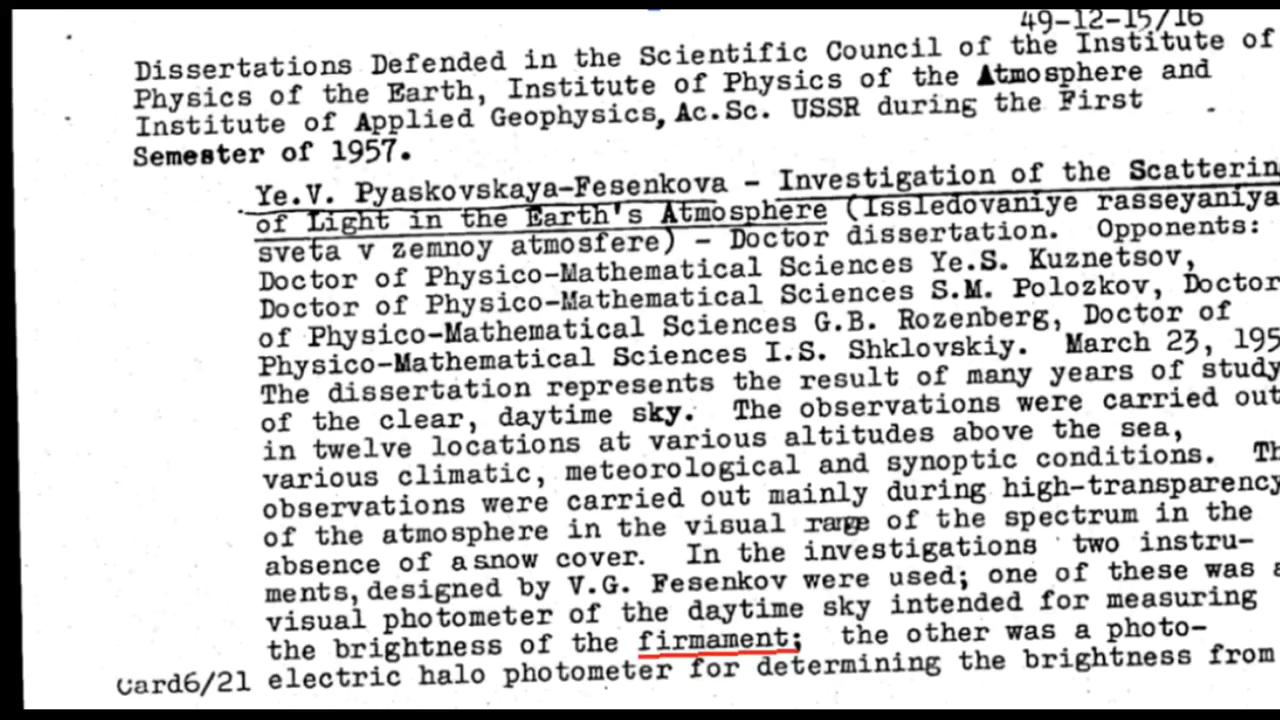 49-12-15/16
Dissertations Defended in the Scientific Council of the Institute of
Physics of the Earth, Institute of Physics of the Atmosphere and
Institute of Applied Geophysics, Ac.Sc. USSR during the First
Semester of 1957.
Ye.V. Pyaskovskaya-Fesenkova - Investigation of the Scatterin
of Light in the Earth's Atmosphere (Issledovaniye rasseyaniya
sveta v zemnoy atmosfere) - Doctor dissertation. Opponents:
Doctor of Physico-Mathematical Sciences Ye.S. Kuznetsov,
Doctor of Physico-Mathematical Sciences S.M. Polozkov, Doctor
of Physico-Mathematical Sciences G.B. Rozenberg, Doctor of
Physico-Mathematical Sciences I.S. Shklovskiy. March 23, 195
The dissertation represents the result of many years of study
of the clear, daytime sky. The observations were carried out
in twelve locations at various altitudes above the sea,
various climatic, meteorological and synoptic conditions. Th
observations were carried out mainly during high-transparency
of the atmosphere in the visual range of the spectrum in the
absence of a snow cover. In the investigations two instru-
ments, designed by V.G. Fesenkov were used; one of these was a
visual photometer of the daytime sky intended for measuring
the brightness of the firmament; the other was a photo-
Card6/21 electric halo photometer for determining the brightness from